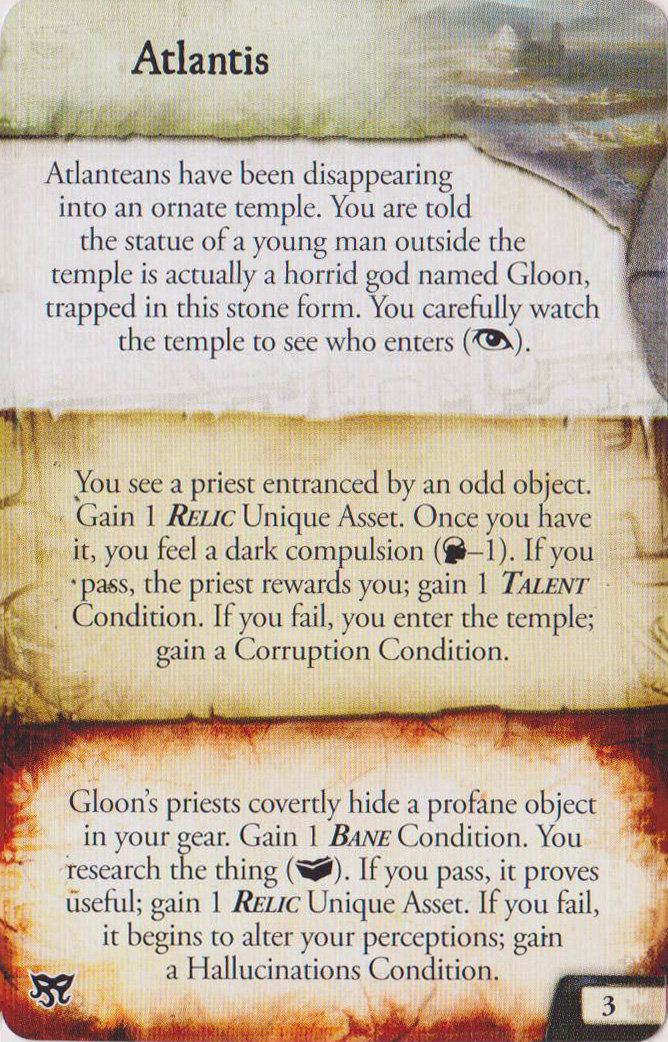 Atlantis
Atlanteans have been disappearing
into an ornate temple. You are told
the statue of a young man outside the
temple is actually a horrid god named Gloon,
trapped in this stone form. You carefully watch
the temple to see who enters ( ).
You see a priest entranced by an odd object.
Gain 1 RELIC Unique Asset. Once you have
it, you feel a dark compulsion ( –1). If you
pass, the priest rewards you; gain 1 TALENT
Condition. If you fail, you enter the temple;
gain a Corruption Condition.
Gloon's priests covertly hide a profane object
in your gear. Gain 1 BANE Condition. You
research the thing ( ). If you pass, it proves
useful; gain 1 RELIC Unique Asset. If you fail,
it begins to alter your perceptions; gain
a Hallucinations Condition.
3